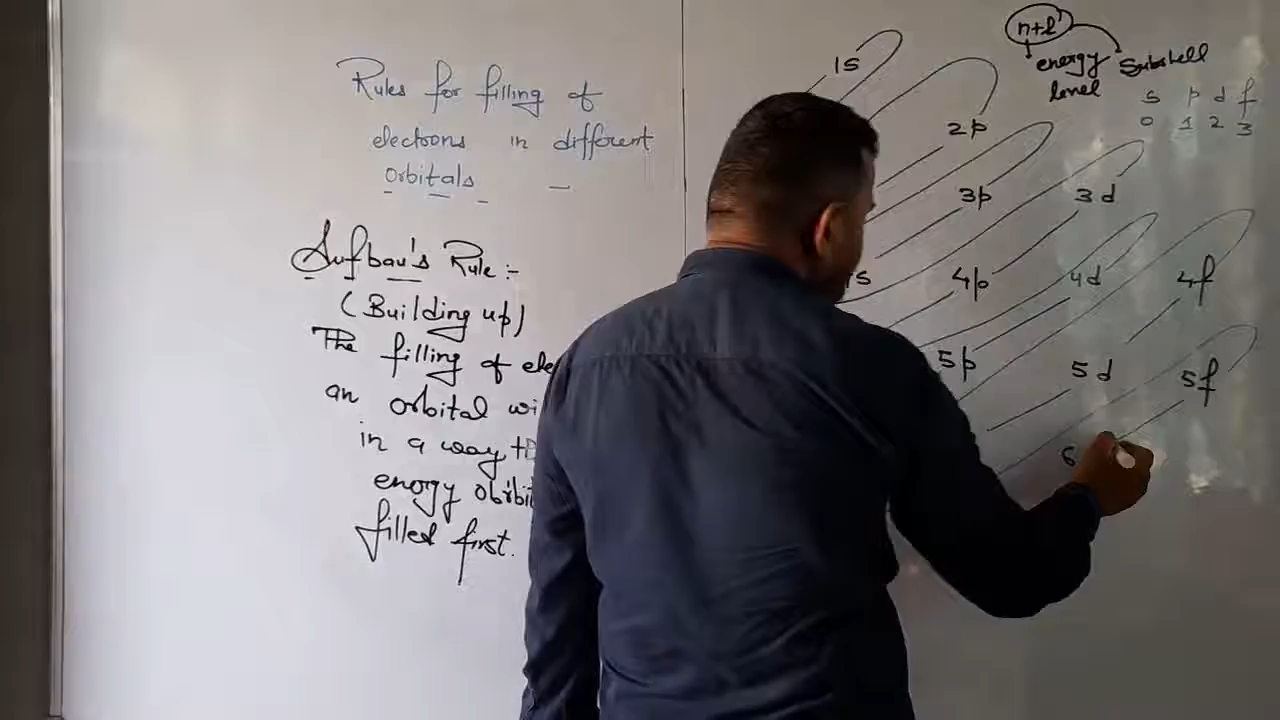 Rules for filling of
electrons in different
orbitals
Aufbau's Rule :-
(Building up)
The filling of ele
an orbital wi
in a way
energy
filled first.
n+l
energy level
Subshell
s p d f
0 1 2 3
1s
2p
3p 3d
s 4p 4d 4f
5p 5d 5f
6